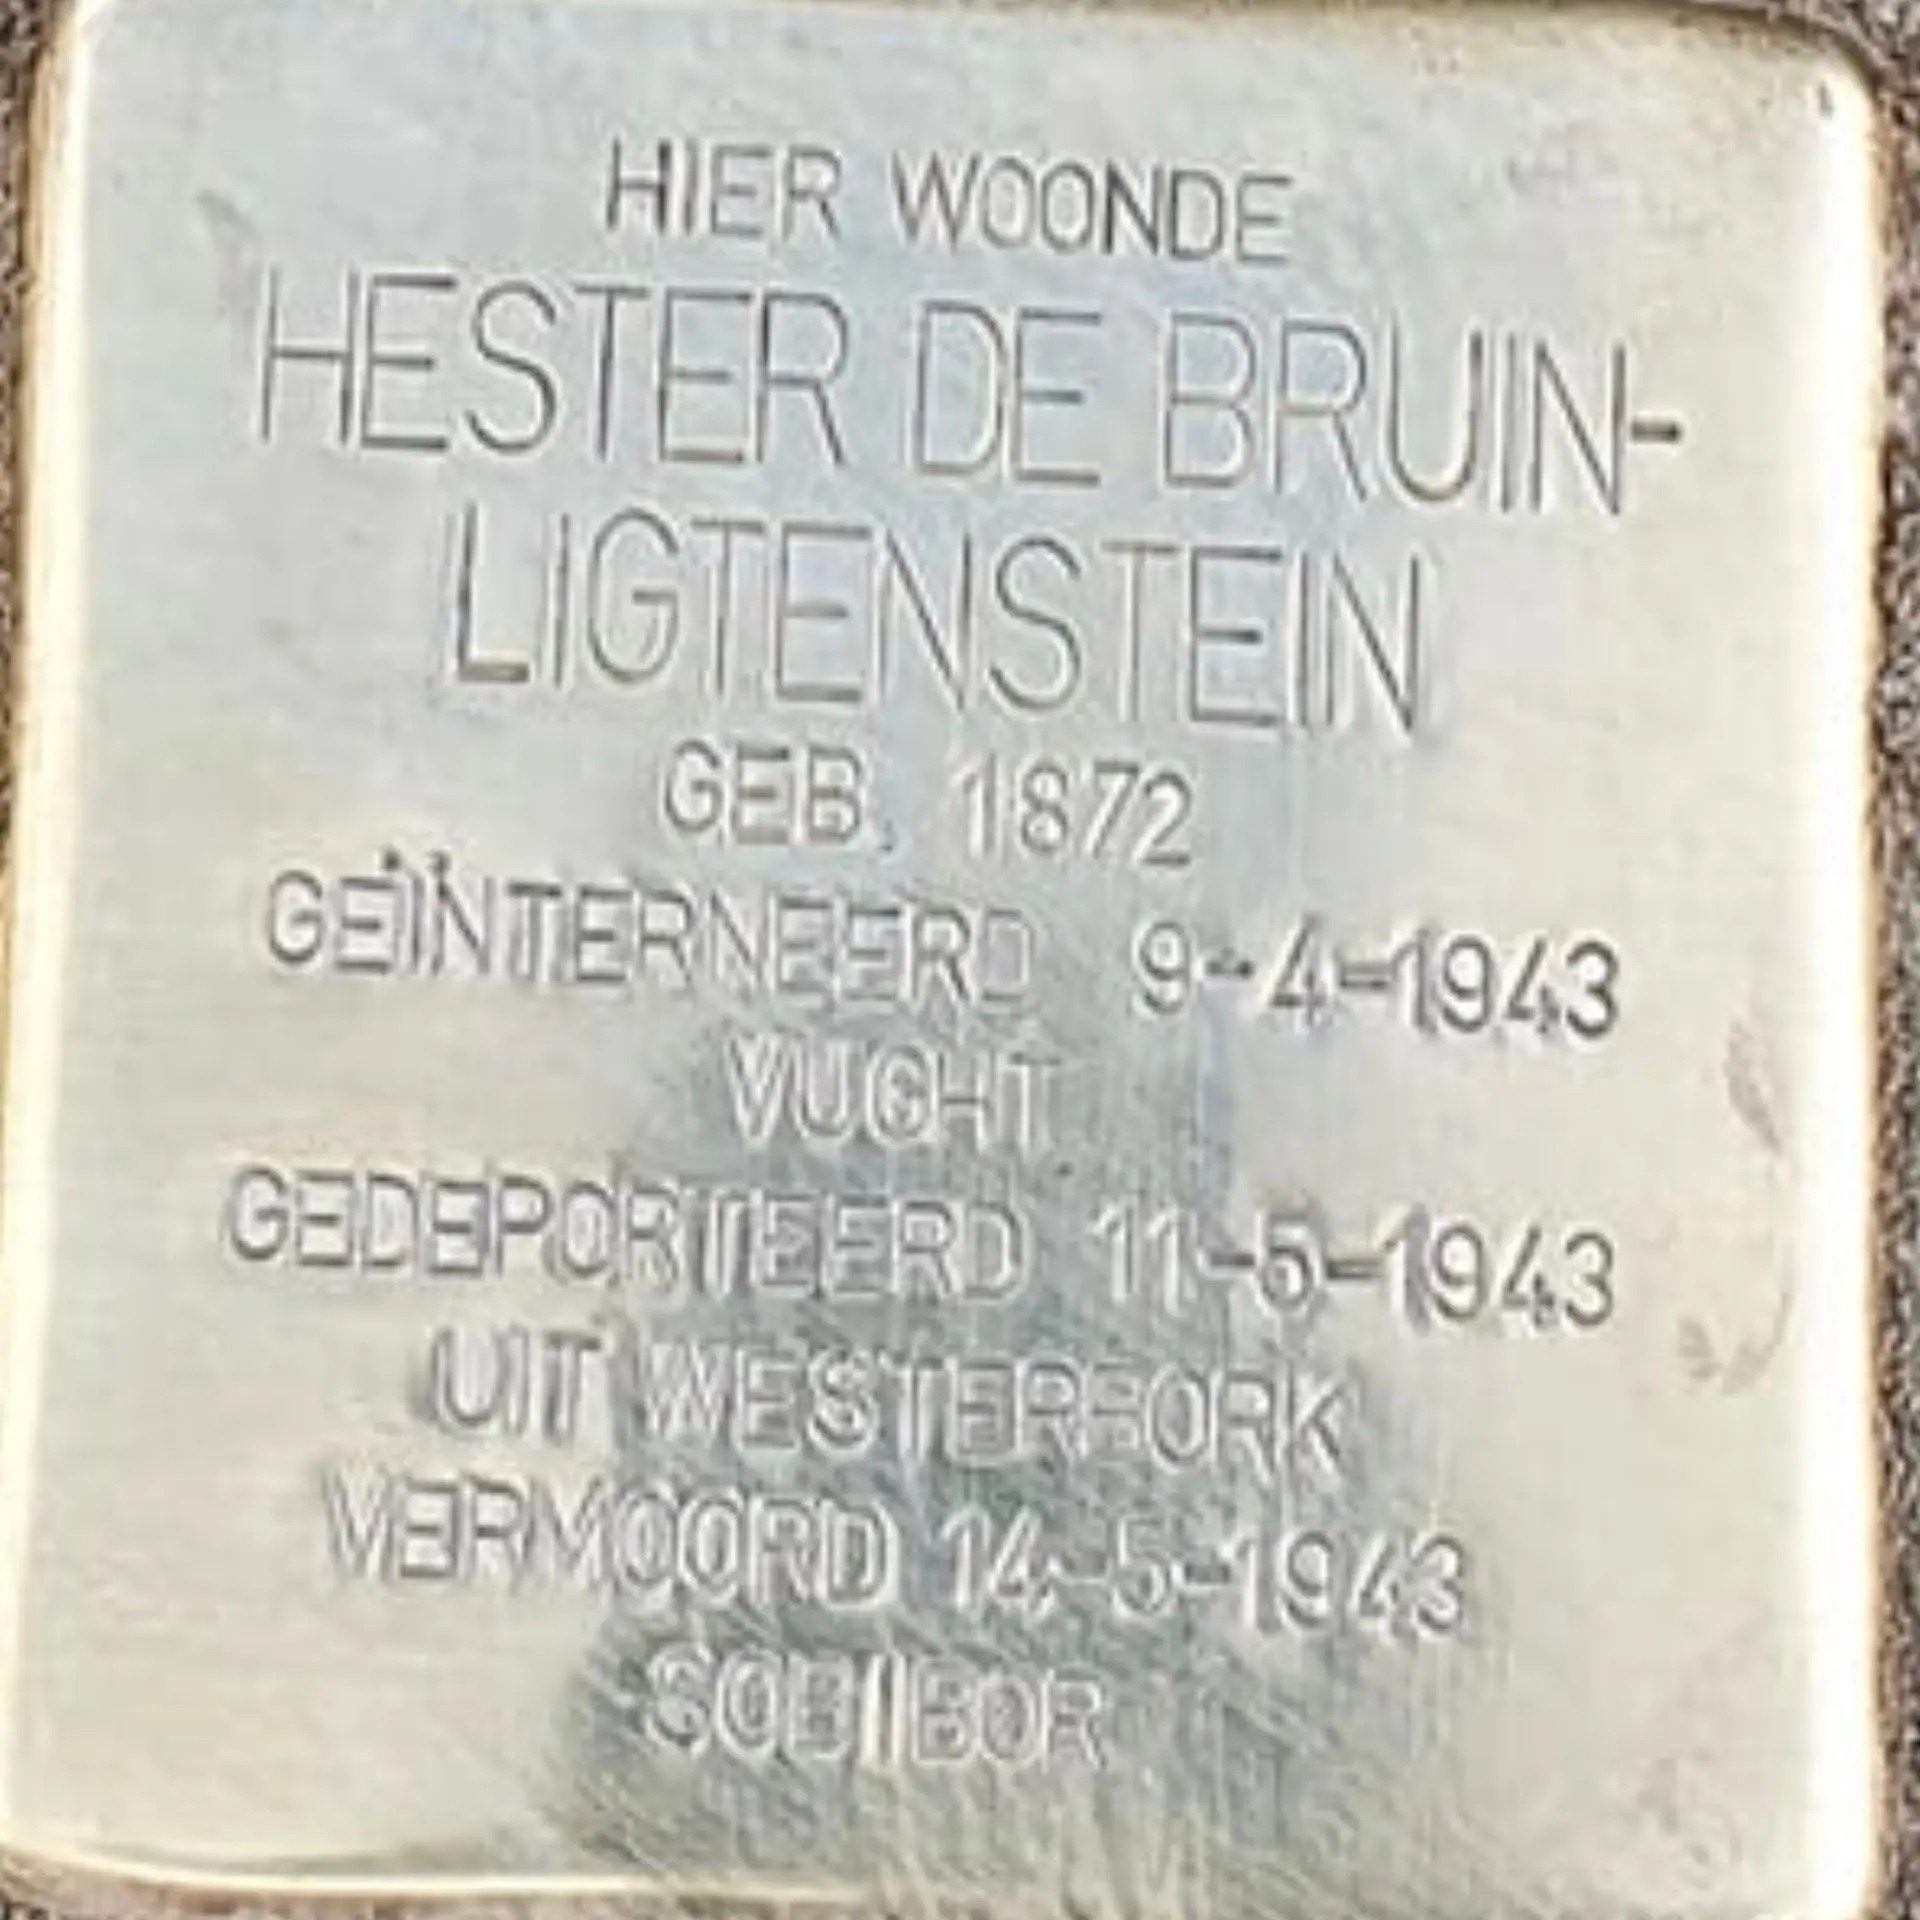 HIER WOONDE
HESTER DE BRUIN-
LIGTENSTEIN
GEB. 1872
GEÏNTERNEERD 9-4-1943
VUGHT
GEDEPORTEERD 11-5-1943
UIT WESTERBORK
VERMOORD 14-5-1943
SOBIBOR